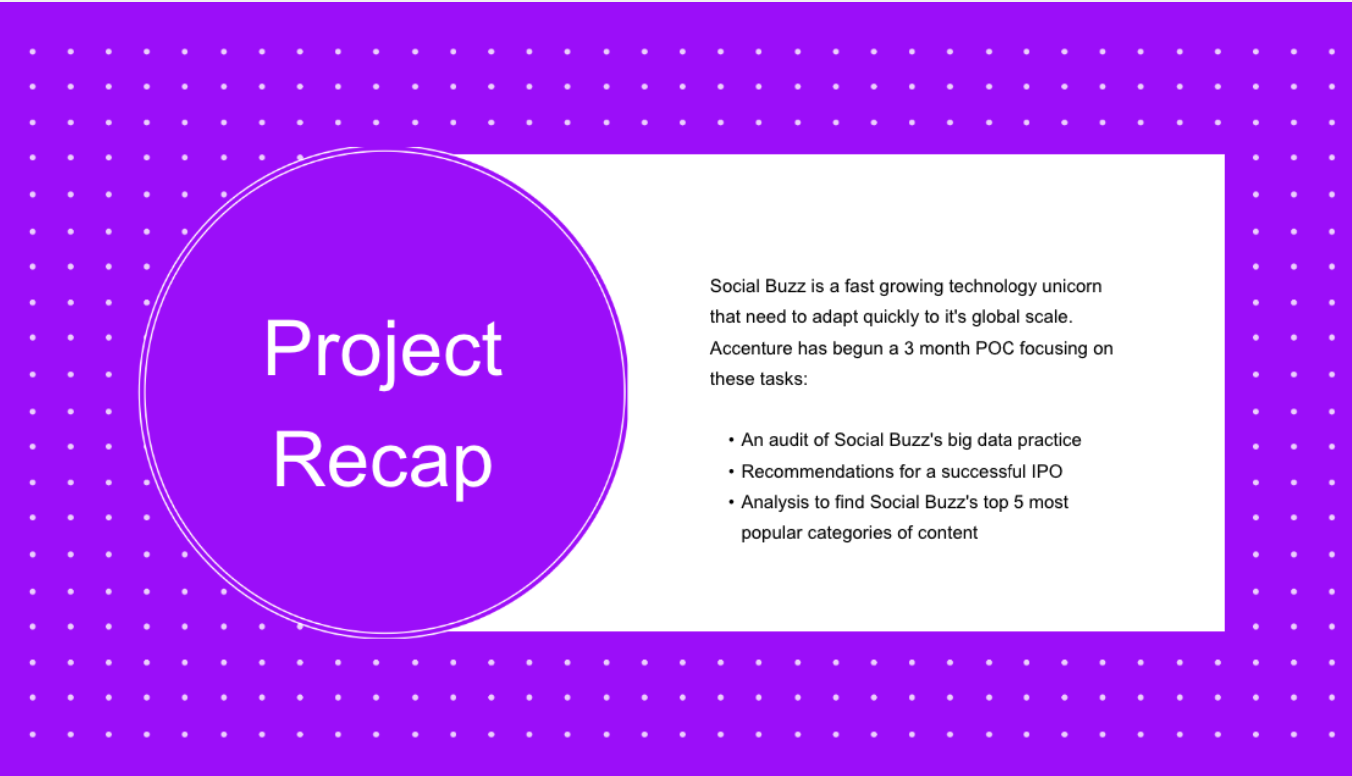 Project
Recap
Social Buzz is a fast growing technology unicorn
that need to adapt quickly to it's global scale.
Accenture has begun a 3 month POC focusing on
these tasks:
• An audit of Social Buzz's big data practice
• Recommendations for a successful IPO
• Analysis to find Social Buzz's top 5 most
popular categories of content